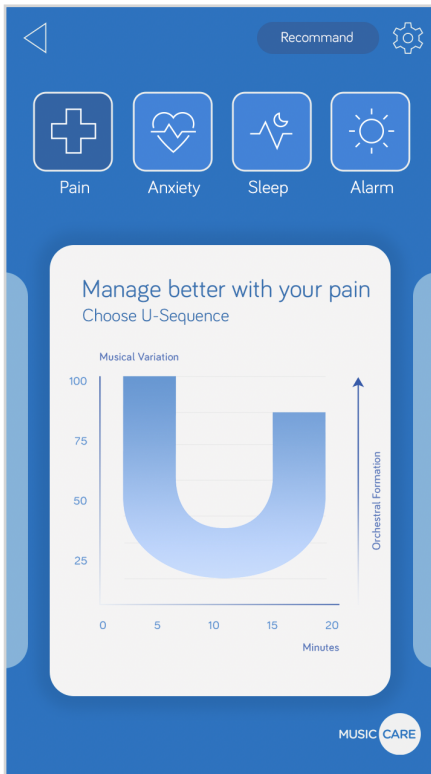 Recommand
Pain
Anxiety
Sleep
Alarm
Manage better with your pain
Choose U-Sequence
Musical Variation
100
75
50
25
Orchestral Formation
0 5 10 15 20
Minutes
MUSIC CARE